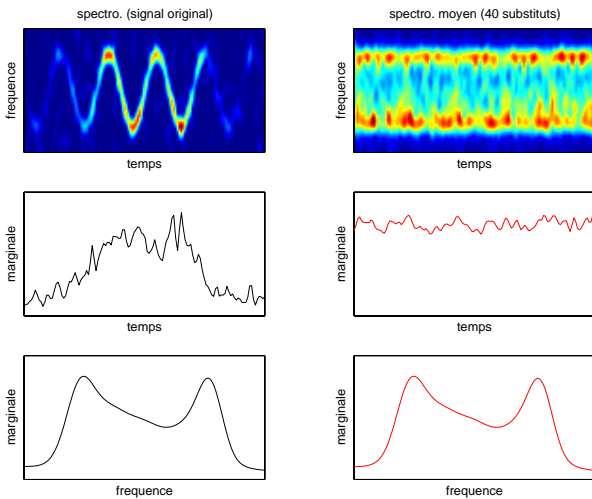 spectro. (signal original)
spectro. moyen (40 substituts)
frequence
frequence
temps
temps
marginale
marginale
temps
temps
marginale
marginale
frequence
frequence